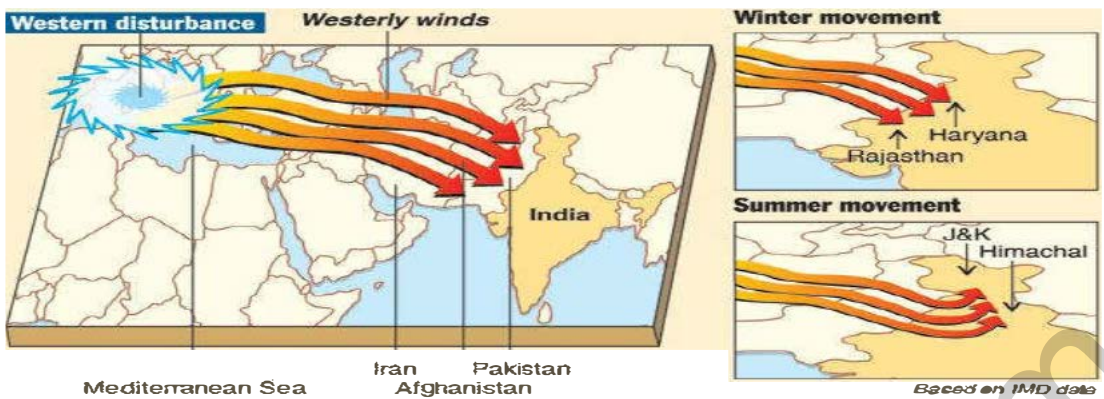 Western disturbance
Westerly winds
India
Iran
Pakistan
Mediterranean Sea
Afghanistan
Winter movement
Haryana
Rajasthan
Summer movement
J&K
Himachal
Based on IMD data